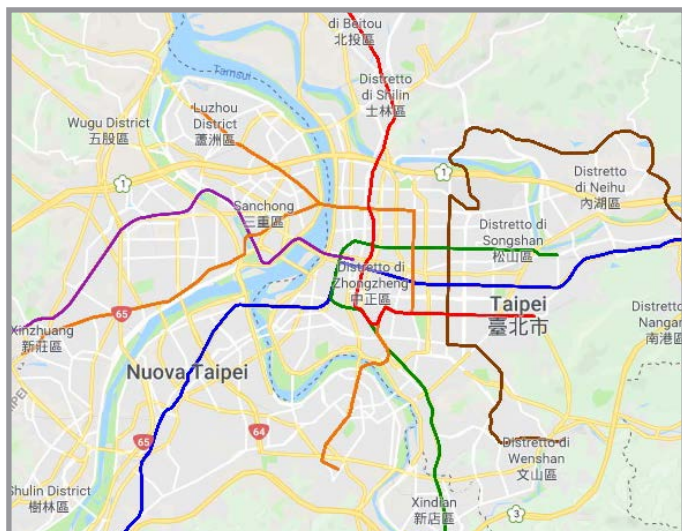 di Beitou
北投區
Tamsui
Distretto
di Shilin
士林區
Luzhou
District
蘆洲區
Wugu District
五股區
1
1
Distretto
di Neihu
內湖區
Sanchong
三重區
Distretto di
Songshan
松山區
Distretto di
Zhongzheng
中正區
65
Taipei
臺北市
Distretto
Nangan
南港區
Xinzhuang
新莊區
Nuova Taipei
TAIPEI
65
64
Distretto di
Wenshan
文山區
Shulin District
樹林區
Xindian
新店區
3